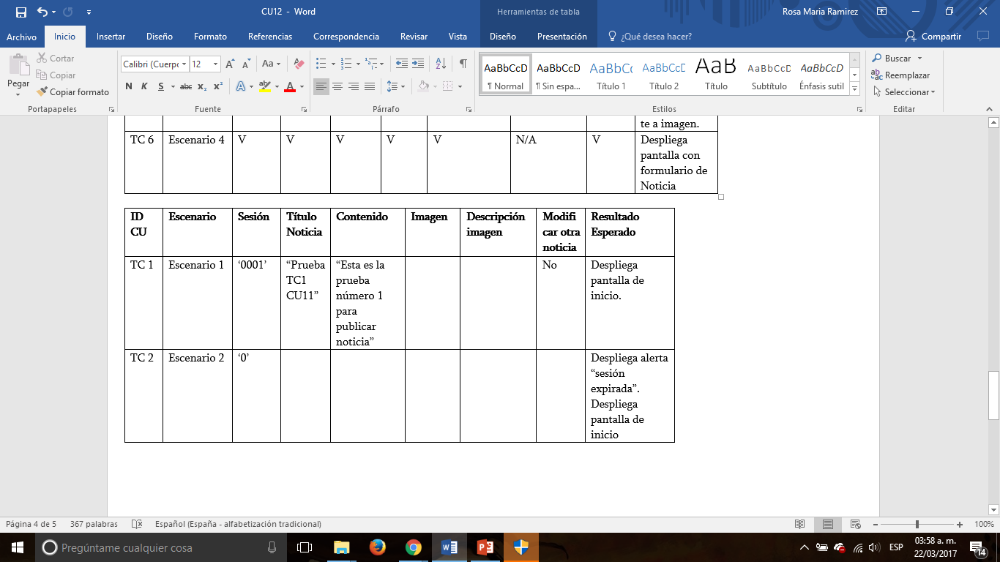 CU12 - Word
Herramientas de tabla
Rosa Maria Ramirez
Archivo Inicio Insertar Diseño Formato Referencias Correspondencia Revisar Vista Diseño Presentación ¿Qué desea hacer? Compartir
Pegar
Cortar
Copiar
Copiar formato
Portapapeles
Calibri (Cuerpo 12
N K S abc x₂ x²
Fuente
Párrafo
AaBbCcD AaBbCcD AaBbCc AaBbCcD AaB AaBbCcD AaBbCcD
¶ Normal ¶ Sin espa... Título 1 Título 2 Título Subtítulo Énfasis sutil
Estilos
Buscar
Reemplazar
Seleccionar
Editar
te a imagen.
TC 6 Escenario 4 V V V V V N/A V Despliega
pantalla con
formulario de
Noticia
ID Escenario Sesión Título Contenido Imagen Descripción Modifi Resultado
CU Noticia imagen car otra Esperado
noticia
TC 1 Escenario 1 ‘0001’ “Prueba “Esta es la No Despliega
TC1 prueba pantalla de
CU11” número 1 inicio.
para
publicar
noticia”
TC 2 Escenario 2 ‘0’ Despliega alerta
“sesión
expirada”.
Despliega
pantalla de
inicio
Página 4 de 5 367 palabras Español (España - alfabetización tradicional) 100%
Pregúntame cualquier cosa
ESP
03:58 a. m.
22/03/2017
14